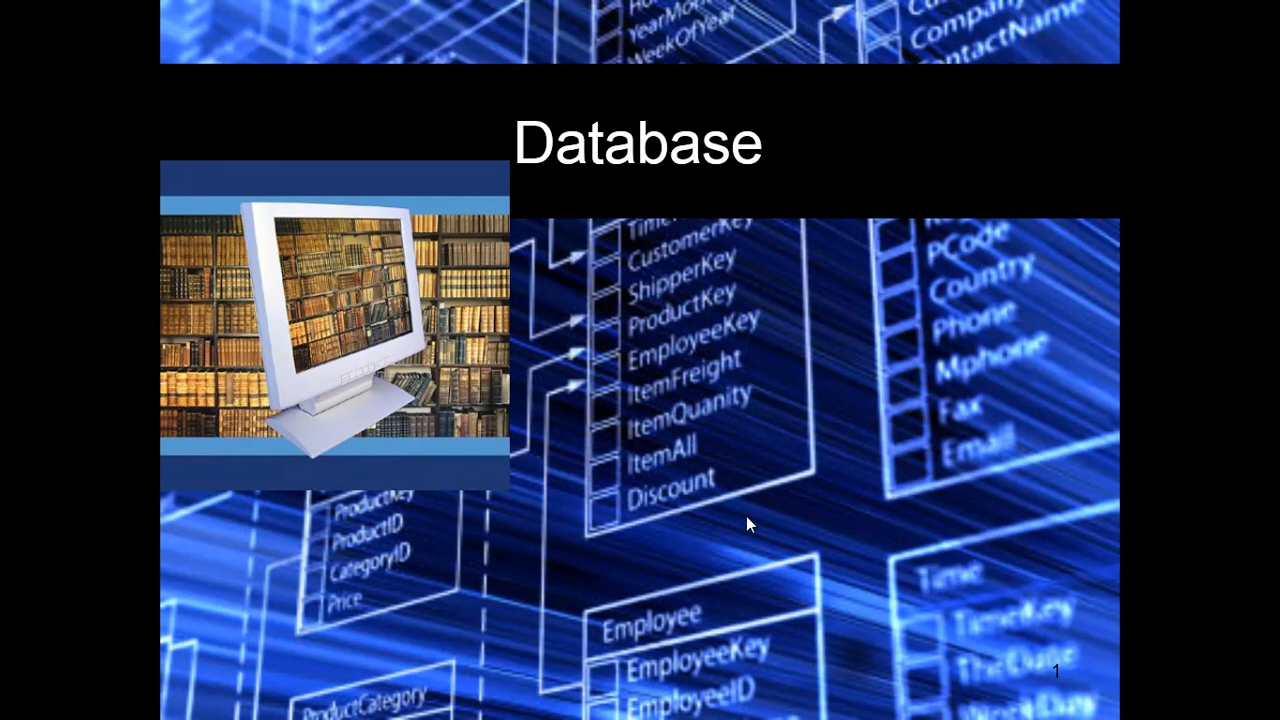 YearMon
WeekOfYear
Company
ContactName
Database
CustomerKey
ShipperKey
ProductKey
EmployeeKey
ItemFreight
ItemQuanity
ItemAll
Discount
PCode
Country
Phone
Mphone
Fax
Email
ProductKey
ProductID
CategoryID
Price
ProductCategory
Employee
EmployeeKey
EmployeeID
Time
TimeKey
TheDate
1